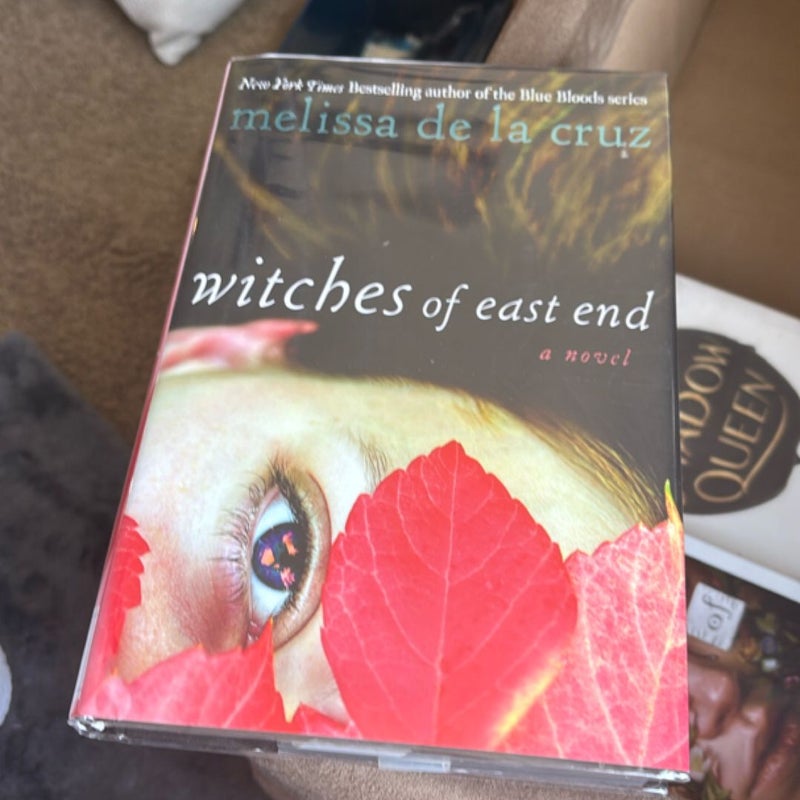 New York Times Bestselling author of the Blue Bloods series
melissa de la cruz
witches of east end
a novel
QUEEN
of